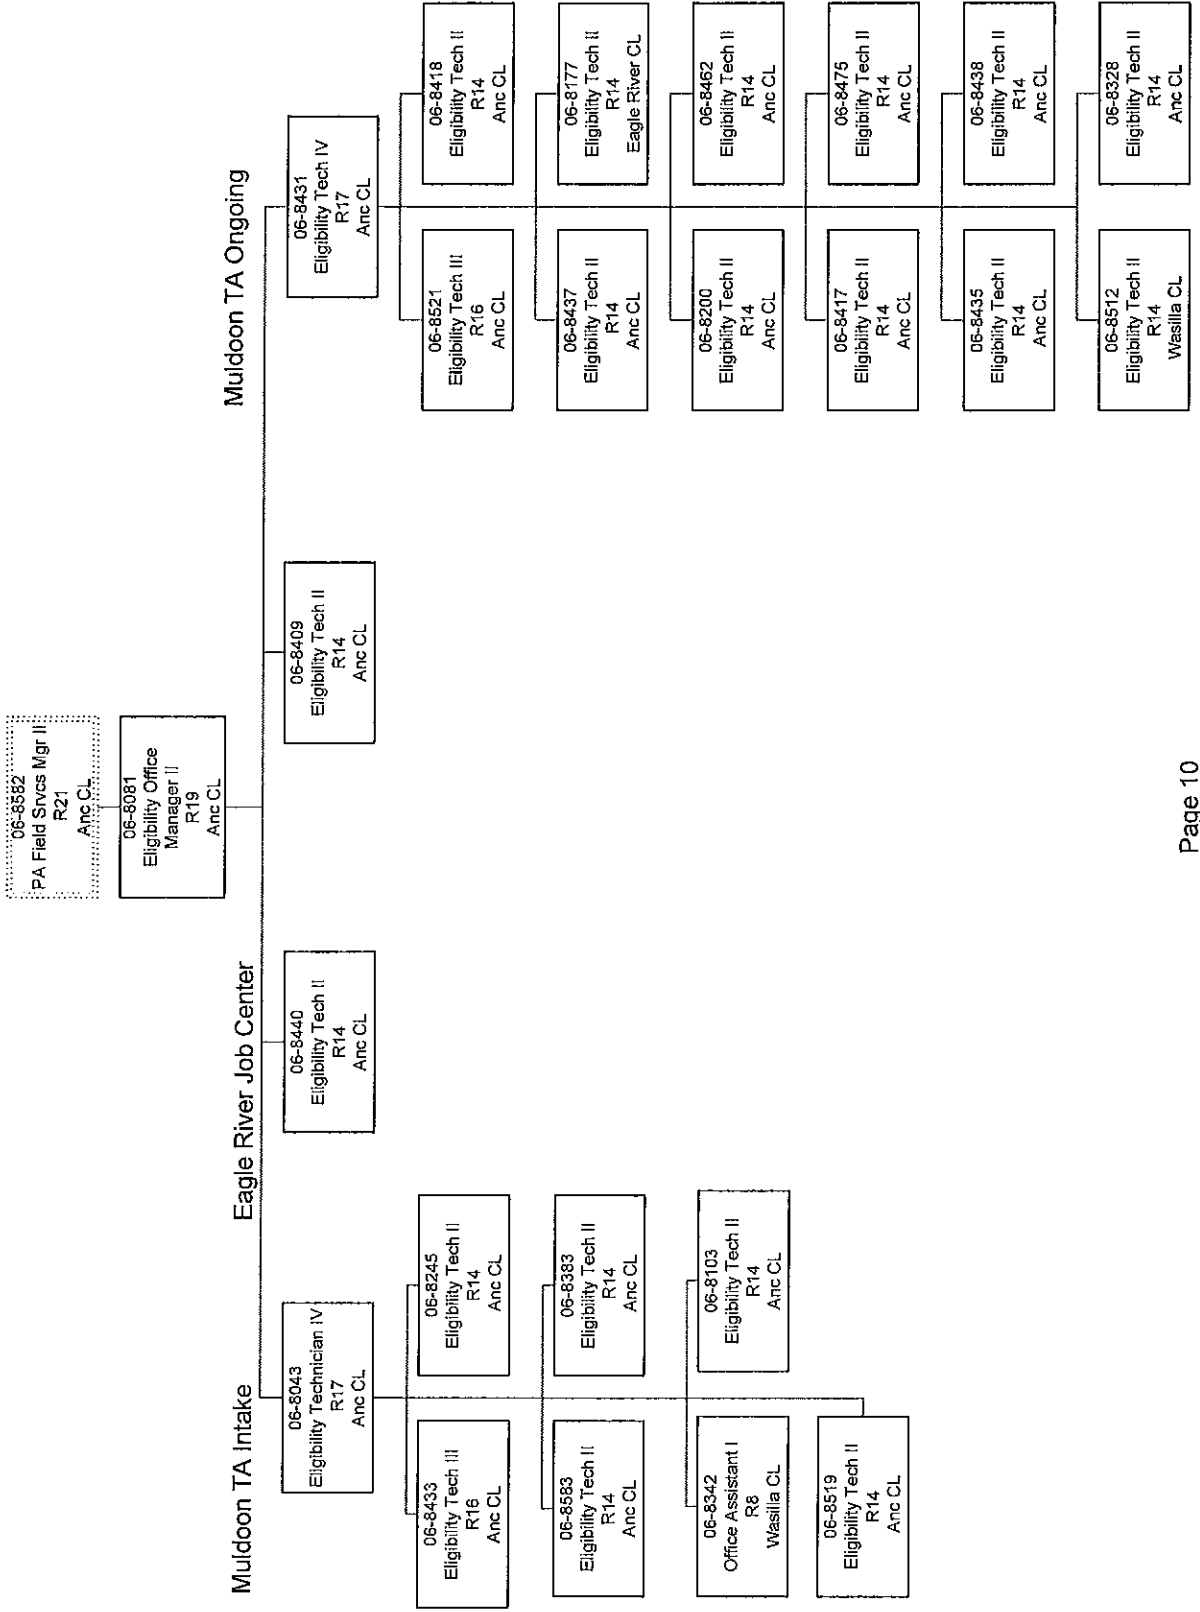 06-8582
PA Field Srvcs Mgr II
R21
Anc CL
06-8081
Eligibility Office
Manager II
R19
Anc CL
Muldoon TA Intake
Eagle River Job Center
Muldoon TA Ongoing
06-8043
Eligibility Technician IV
R17
Anc CL
06-8440
Eligibility Tech II
R14
Anc CL
06-8409
Eligibility Tech II
R14
Anc CL
06-8431
Eligibility Tech IV
R17
Anc CL
06-8433
Eligibility Tech III
R16
Anc CL
06-8245
Eligibility Tech II
R14
Anc CL
06-8583
Eligibility Tech II
R14
Anc CL
06-8383
Eligibility Tech II
R14
Anc CL
06-8342
Office Assistant I
R8
Wasilla CL
06-8103
Eligibility Tech II
R14
Anc CL
06-8519
Eligibility Tech II
R14
Anc CL
06-8521
Eligibility Tech III
R16
Anc CL
06-8418
Eligibility Tech II
R14
Anc CL
06-8437
Eligibility Tech II
R14
Anc CL
06-8177
Eligibility Tech II
R14
Eagle River CL
06-8200
Eligibility Tech II
R14
Anc CL
06-8462
Eligibility Tech II
R14
Anc CL
06-8417
Eligibility Tech II
R14
Anc CL
06-8475
Eligibility Tech II
R14
Anc CL
06-8435
Eligibility Tech II
R14
Anc CL
06-8438
Eligibility Tech II
R14
Anc CL
06-8512
Eligibility Tech II
R14
Wasilla CL
06-8328
Eligibility Tech II
R14
Anc CL
Page 10